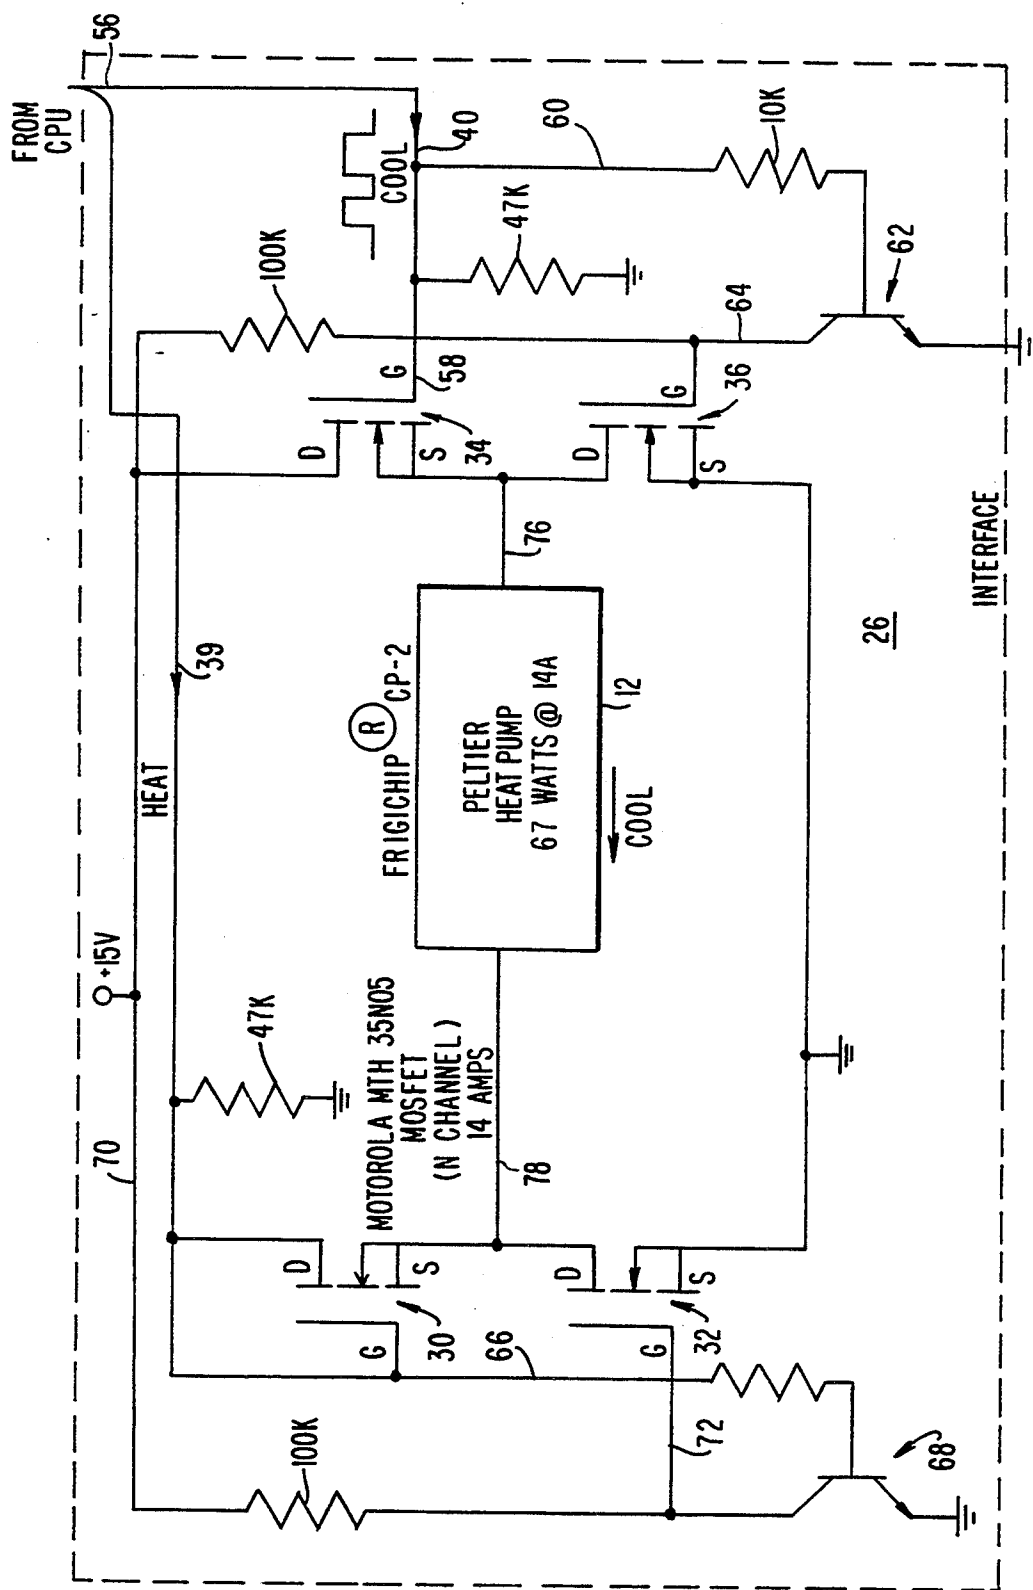 FROM
CPU
56
40
COOL
60
10K
100K
47K
62
64
G
58
D
S
34
G
36
D
S
76
INTERFACE
26
39
HEAT
FRIGICHIP ® CP-2
PELTIER
HEAT PUMP
67 WATTS @ 14A
12
COOL
+15V
47K
70
MOTOROLA MTH 35N05
MOSFET
(N CHANNEL)
14 AMPS
78
D
S
G
30
66
D
S
G
32
100K
72
68